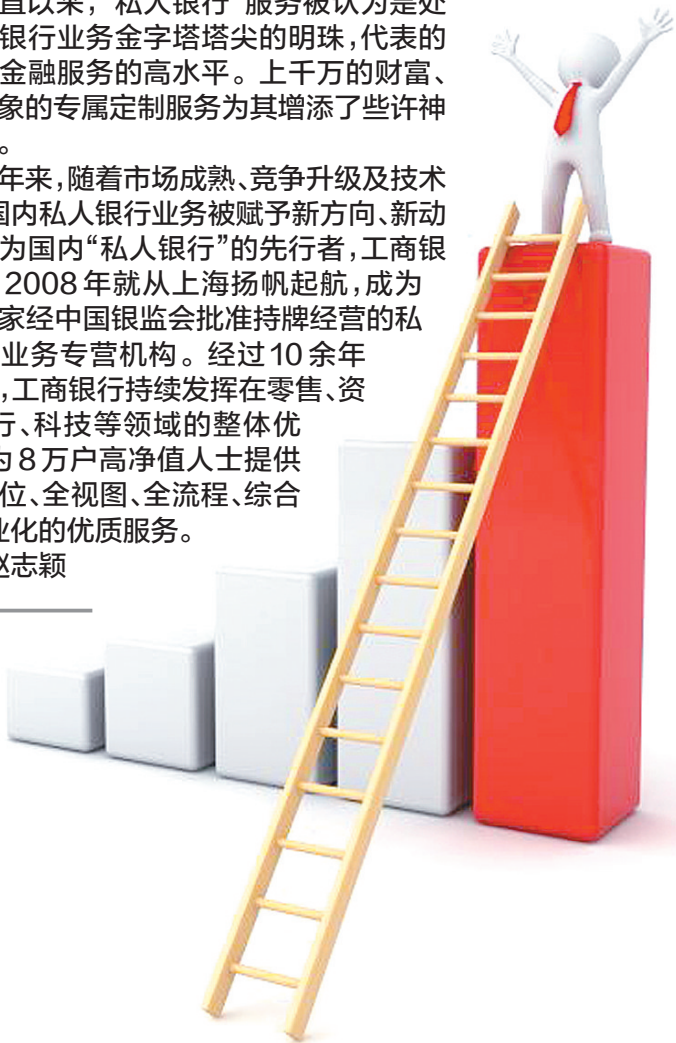 直以来，“私人银行”服务被认为是处
银行业务金字塔塔尖的明珠,代表的
金融服务的高水平。上千万的财富、
象的专属定制服务为其增添了些许神
。
年来,随着市场成熟、竞争升级及技术
国内私人银行业务被赋予新方向、新动
为国内“私人银行”的先行者,工商银
2008年就从上海扬帆起航,成为
家经中国银监会批准持牌经营的私
业务专营机构。经过10余年
,工商银行持续发挥在零售、资
行、科技等领域的整体优
为8万户高净值人士提供
位、全视图、全流程、综合
业化的优质服务。
赵志颖